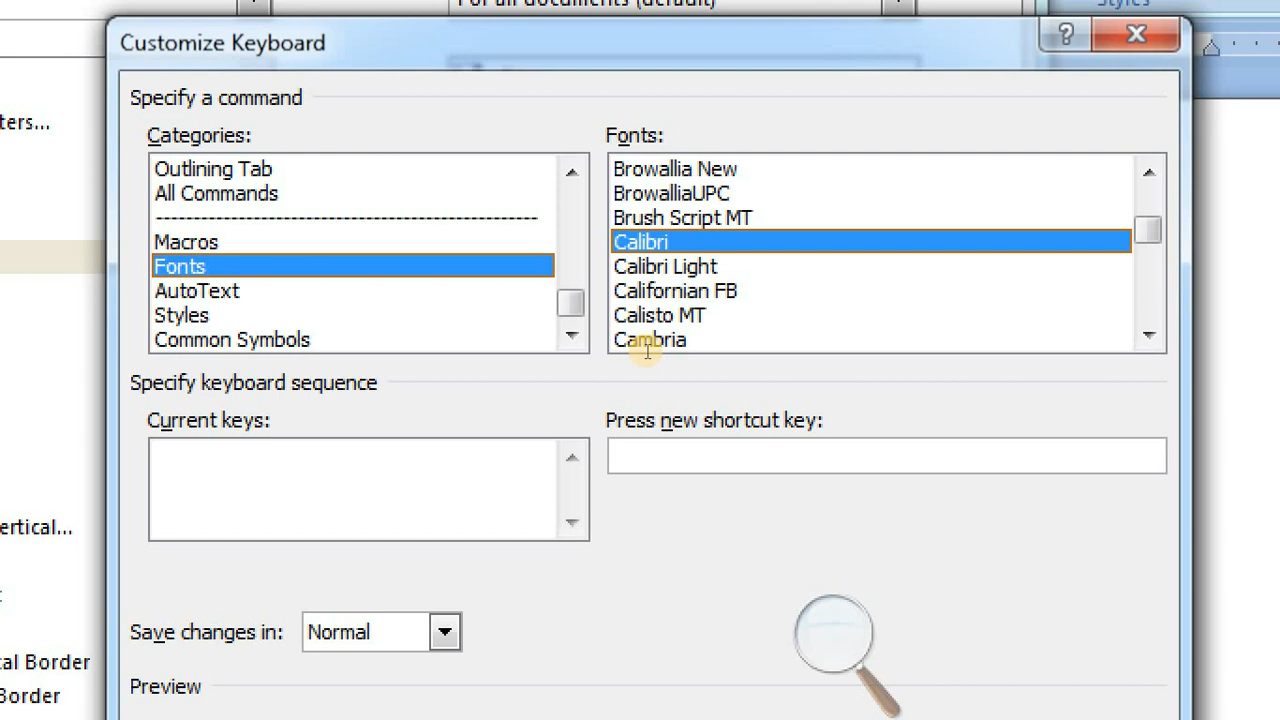 For all documents (default)
Styles
Customize Keyboard
Specify a command
ters...
Categories:
Fonts:
Outlining Tab
All Commands
Macros
Fonts
AutoText
Styles
Common Symbols
Browallia New
BrowalliaUPC
Brush Script MT
Calibri
Calibri Light
Californian FB
Calisto MT
Cambria
Specify keyboard sequence
Current keys:
Press new shortcut key:
ertical...
Save changes in:
Normal
cal Border
Border
Preview